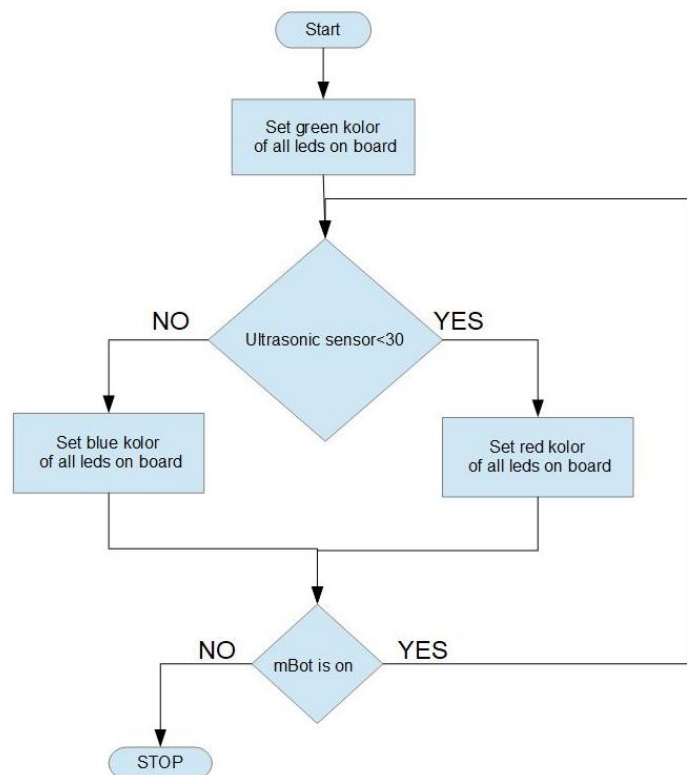 Start
Set green kolor
of all leds on board
NO
YES
Ultrasonic sensor<30
Set blue kolor
of all leds on board
Set red kolor
of all leds on board
NO
YES
mBot is on
STOP